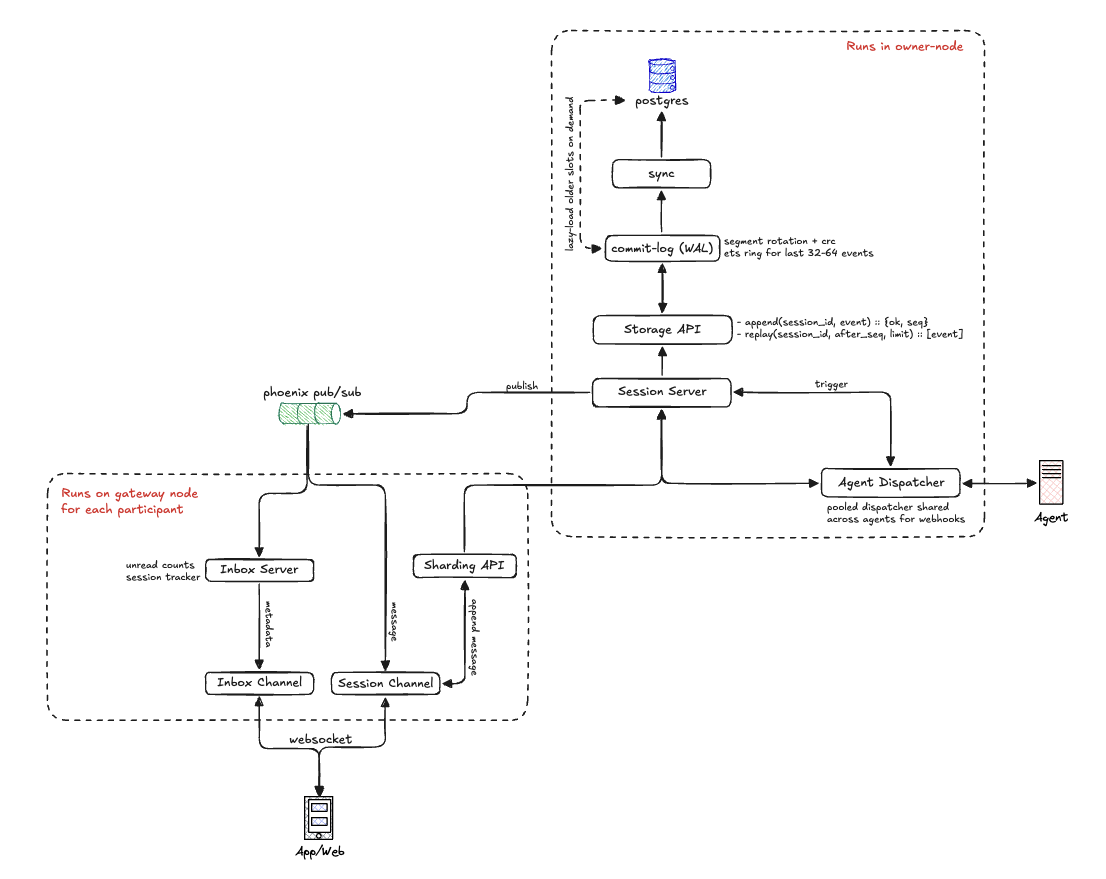 Runs in owner-node
postgres
lazy-load older slots on demand
sync
commit-log (WAL)
segment rotation + crc
ets ring for last 32-64 events
Storage API
- append(session_id, event) :: {ok, seq}
- replay(session_id, after_seq, limit) :: [event]
publish
Session Server
trigger
phoenix pub/sub
Agent Dispatcher
pooled dispatcher shared
across agents for webhooks
Agent
Runs on gateway node
for each participant
unread counts
session tracker
Inbox Server
Sharding API
metadata
message
append message
Inbox Channel
Session Channel
websocket
App/Web